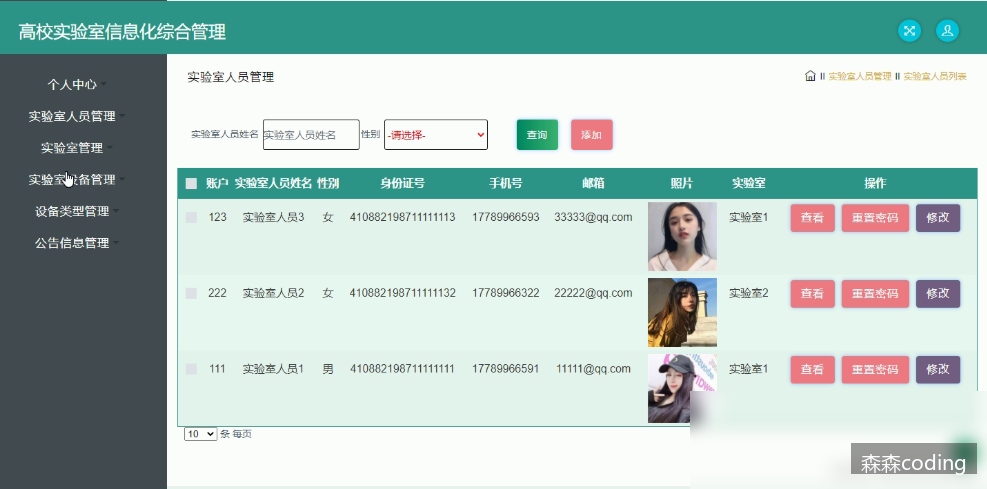 高校实验室信息化综合管理
个人中心
实验室人员管理
实验室管理
实验室设备管理
设备类型管理
公告信息管理
实验室人员管理
II 实验室人员管理 II 实验室人员列表
实验室人员姓名 实验室人员姓名 性别 -请选择- 查询 添加
账户 实验室人员姓名 性别 身份证号 手机号 邮箱 照片 实验室 操作
123 实验室人员3 女 410882198711111113 17789966593 33333@qq.com 实验室1 查看 重置密码 修改
222 实验室人员2 女 410882198711111132 17789966322 22222@qq.com 实验室2 查看 重置密码 修改
111 实验室人员1 男 410882198711111111 17789966591 11111@qq.com 实验室1 查看 重置密码 修改
10 条 每页
森森coding